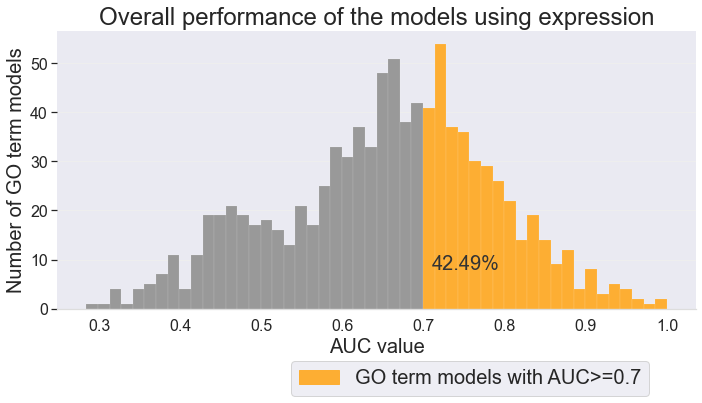 Overall performance of the models using expression
Number of GO term models
50
40
30
20
10
0
42.49%
0.3 0.4 0.5 0.6 0.7 0.8 0.9 1.0
AUC value
GO term models with AUC>=0.7